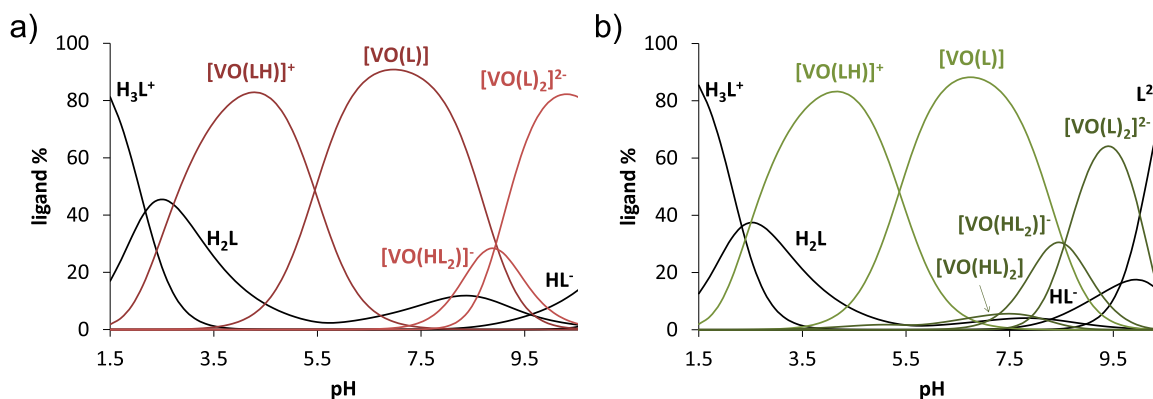 a)
100
80
60
40
20
0
ligand %
1.5
3.5
5.5
7.5
9.5
pH
H₃L⁺
[VO(LH)]⁺
[VO(L)]
[VO(L)₂]²⁻
H₂L
[VO(HL₂)]⁻
HL⁻
b)
100
80
60
40
20
0
ligand %
1.5
3.5
5.5
7.5
9.5
pH
H₃L⁺
[VO(LH)]⁺
[VO(L)]
L²
[VO(L)₂]²⁻
H₂L
[VO(HL₂)]⁻
[VO(HL)₂]
HL⁻